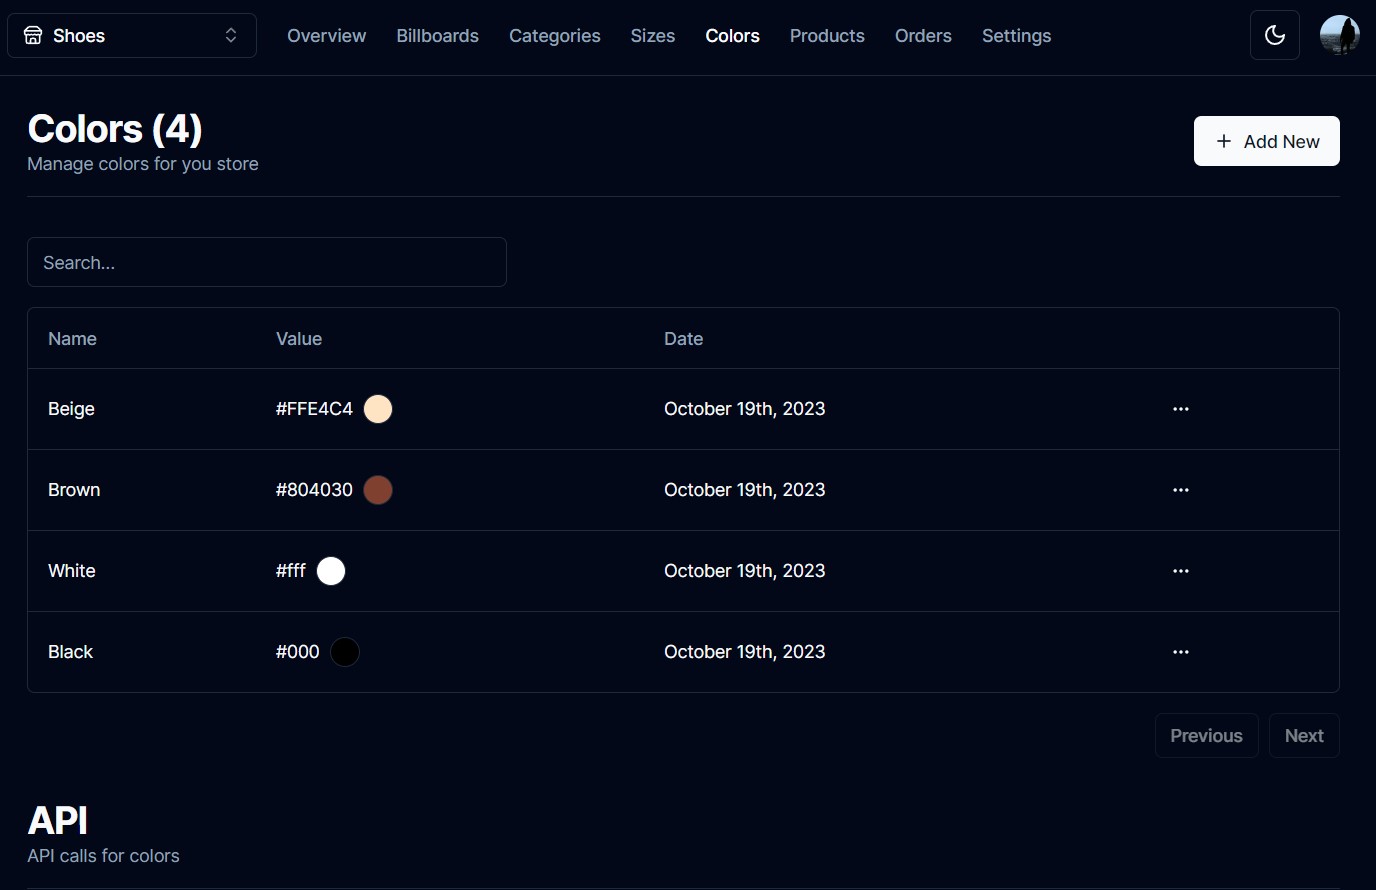 Shoes Overview Billboards Categories Sizes Colors Products Orders Settings
Colors (4)
Manage colors for you store
+ Add New
Search...
Name Value Date
Beige #FFE4C4 October 19th, 2023 ...
Brown #804030 October 19th, 2023 ...
White #fff October 19th, 2023 ...
Black #000 October 19th, 2023 ...
Previous Next
API
API calls for colors